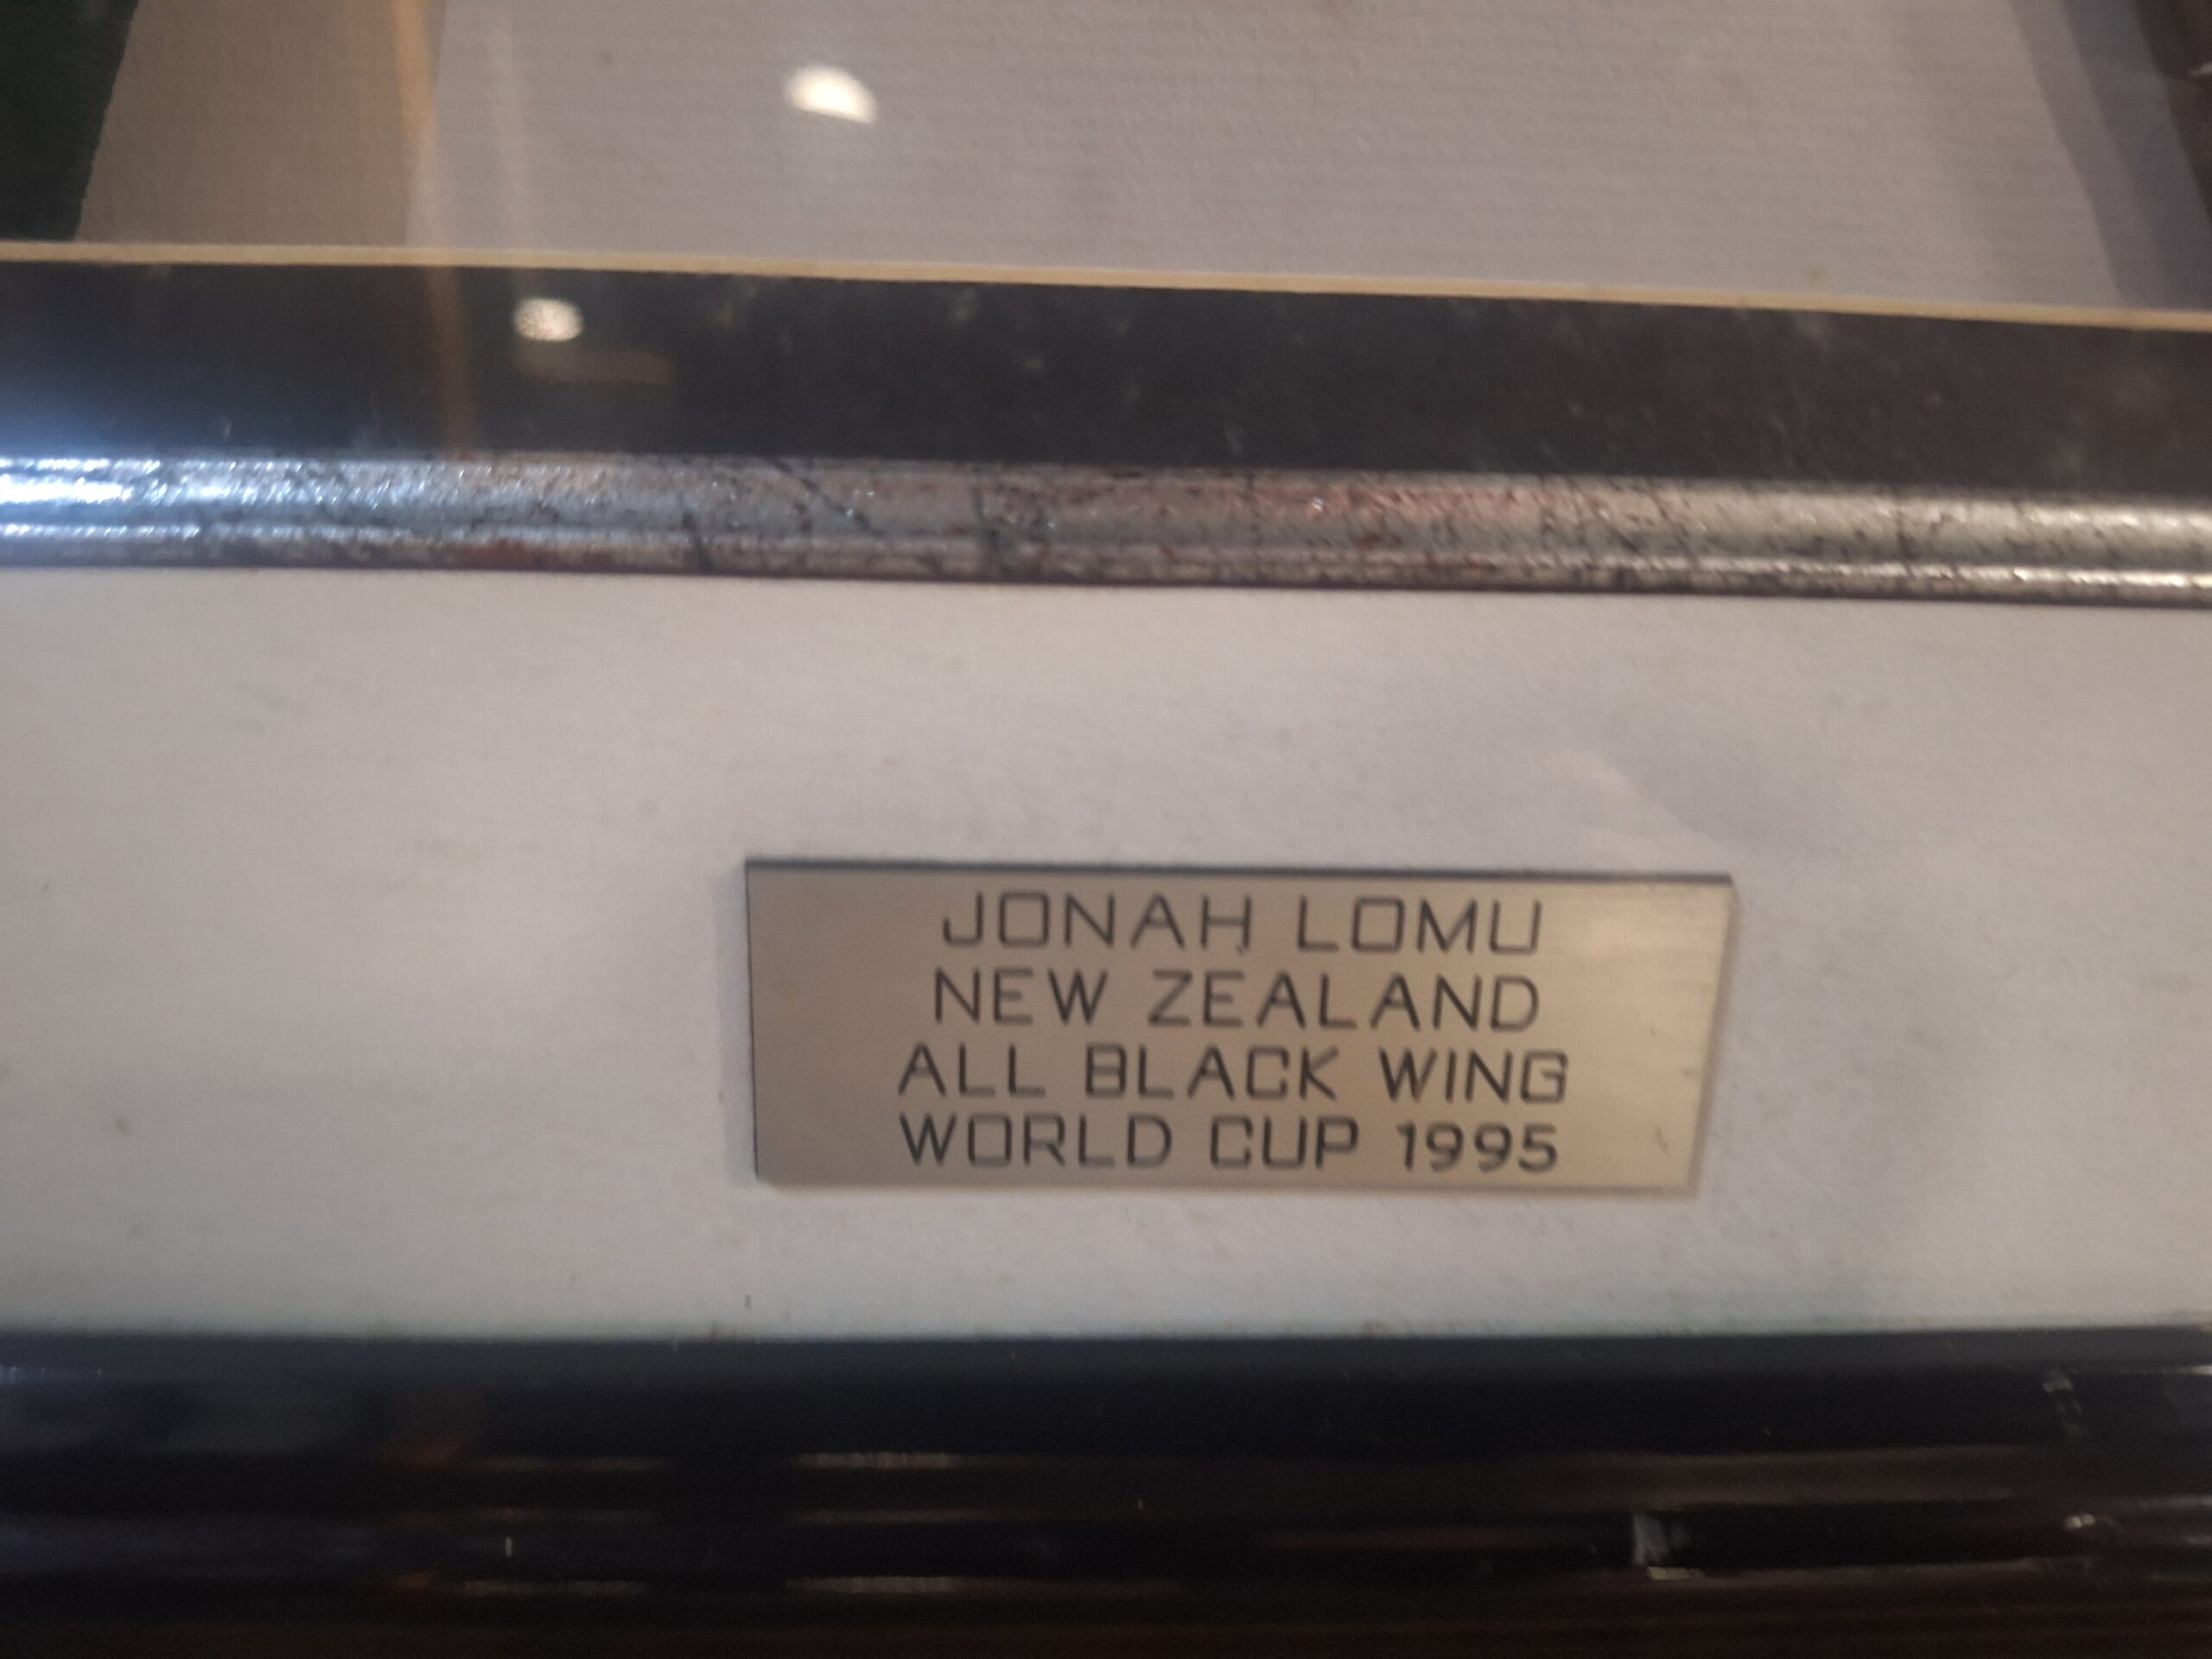 JONAH LOMU
NEW ZEALAND
ALL BLACK WING
WORLD CUP 1995